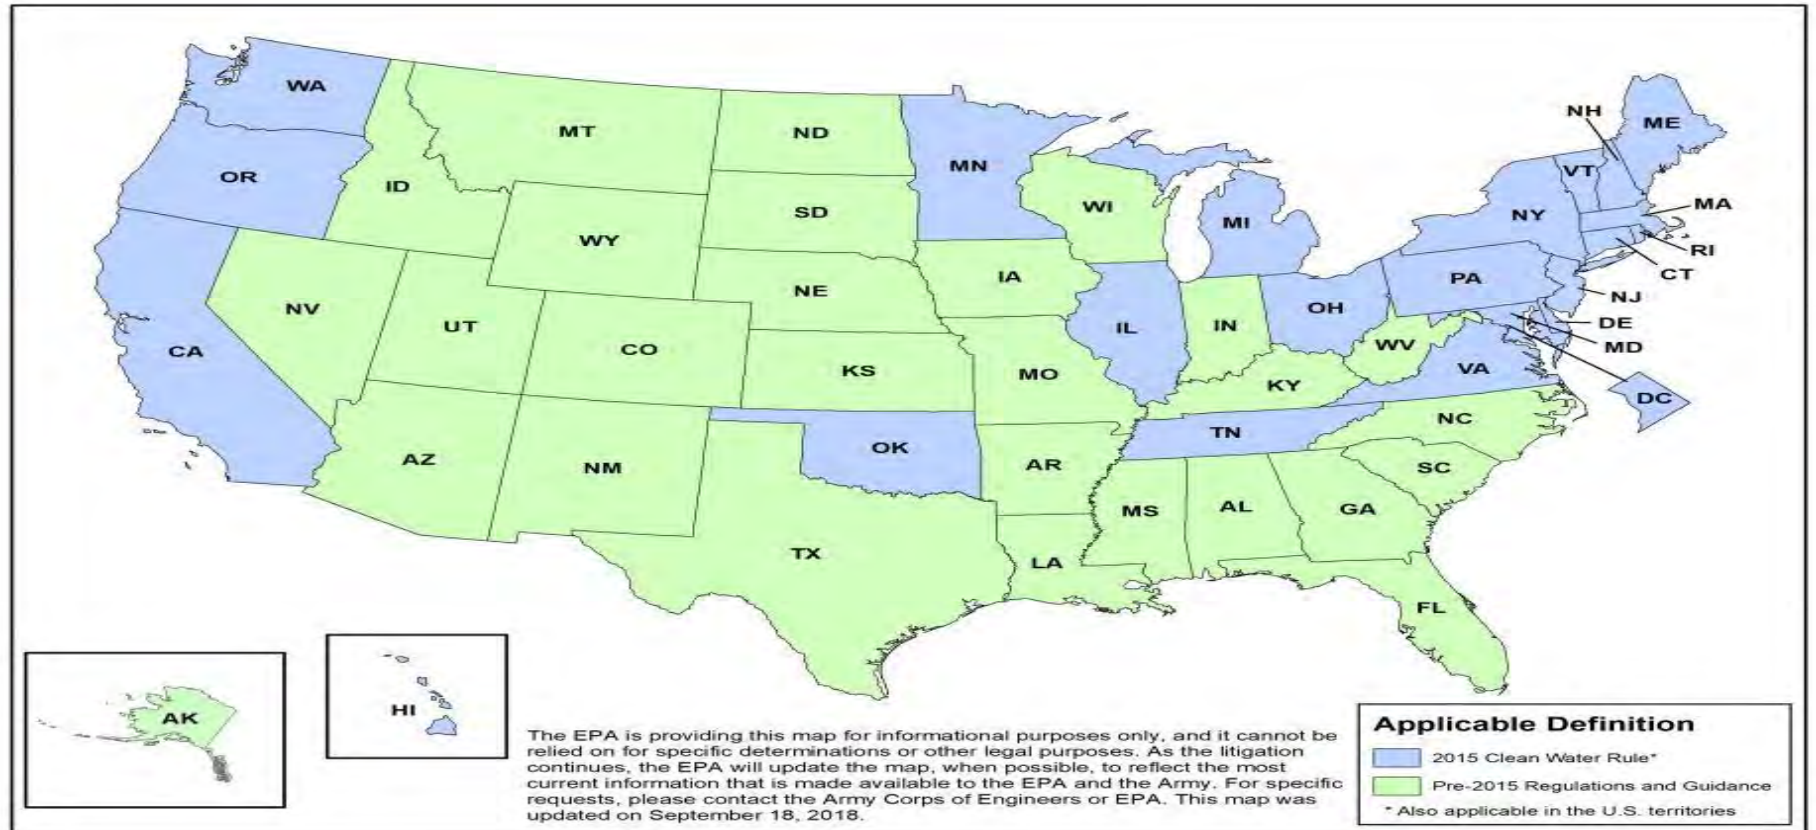 WA
OR
CA
ID
NV
MT
WY
UT
AZ
CO
NM
ND
SD
NE
KS
OK
TX
MN
IA
MO
AR
LA
WI
IL
MI
IN
OH
KY
TN
MS
AL
GA
FL
SC
NC
VA
WV
PA
NY
VT
NH
ME
MA
RI
CT
NJ
DE
MD
DC
AK
HI
The EPA is providing this map for informational purposes only, and it cannot be
relied on for specific determinations or other legal purposes. As the litigation
continues, the EPA will update the map, when possible, to reflect the most
current information that is made available to the EPA and the Army. For specific
requests, please contact the Army Corps of Engineers or EPA. This map was
updated on September 18, 2018.
Applicable Definition
2015 Clean Water Rule*
Pre-2015 Regulations and Guidance
* Also applicable in the U.S. territories